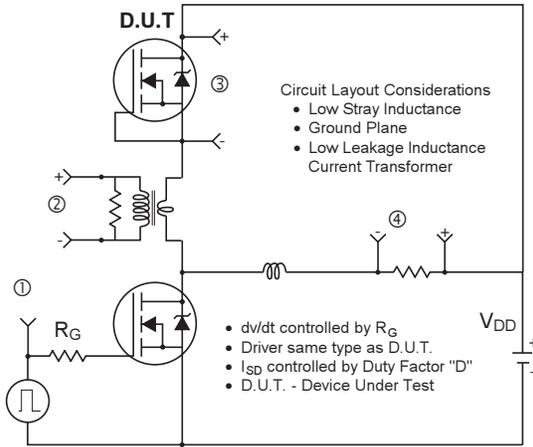 D.U.T
+
③
-
Circuit Layout Considerations
• Low Stray Inductance
• Ground Plane
• Low Leakage Inductance
Current Transformer
+
②
-
④
-
+
①
RG
VDD
+
-
• dv/dt controlled by RG
• Driver same type as D.U.T.
• ISD controlled by Duty Factor "D"
• D.U.T. - Device Under Test